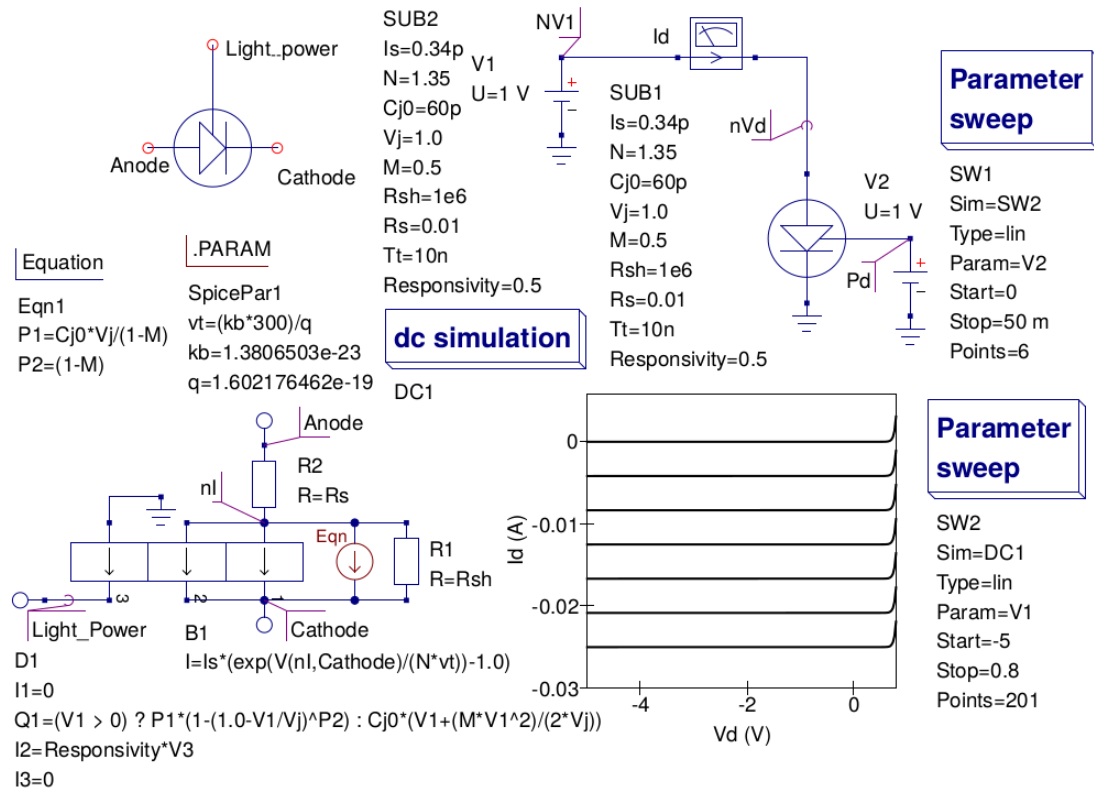 Light_power
Anode
Cathode
SUB2
Is=0.34p
N=1.35
Cj0=60p
Vj=1.0
M=0.5
Rsh=1e6
Rs=0.01
Tt=10n
Responsivity=0.5
NV1
V1
U=1 V
Id
SUB1
Is=0.34p
N=1.35
Cj0=60p
Vj=1.0
M=0.5
Rsh=1e6
Rs=0.01
Tt=10n
Responsivity=0.5
nVd
V2
U=1 V
Pd
Parameter
sweep
SW1
Sim=SW2
Type=lin
Param=V2
Start=0
Stop=50 m
Points=6
Equation
Eqn1
P1=Cj0*Vj/(1-M)
P2=(1-M)
.PARAM
SpicePar1
vt=(kb*300)/q
kb=1.3806503e-23
q=1.602176462e-19
dc simulation
DC1
Anode
nI
R2
R=Rs
Eqn
R1
R=Rsh
3
2
1
Light_Power
B1
Cathode
I=Is*(exp(V(nI,Cathode)/(N*vt))-1.0)
D1
I1=0
Q1=(V1 > 0) ? P1*(1-(1.0-V1/Vj)^P2) : Cj0*(V1+(M*V1^2)/(2*Vj))
I2=Responsivity*V3
I3=0
0
-0.01
-0.02
-0.03
Id (A)
-4
-2
0
Vd (V)
Parameter
sweep
SW2
Sim=DC1
Type=lin
Param=V1
Start=-5
Stop=0.8
Points=201